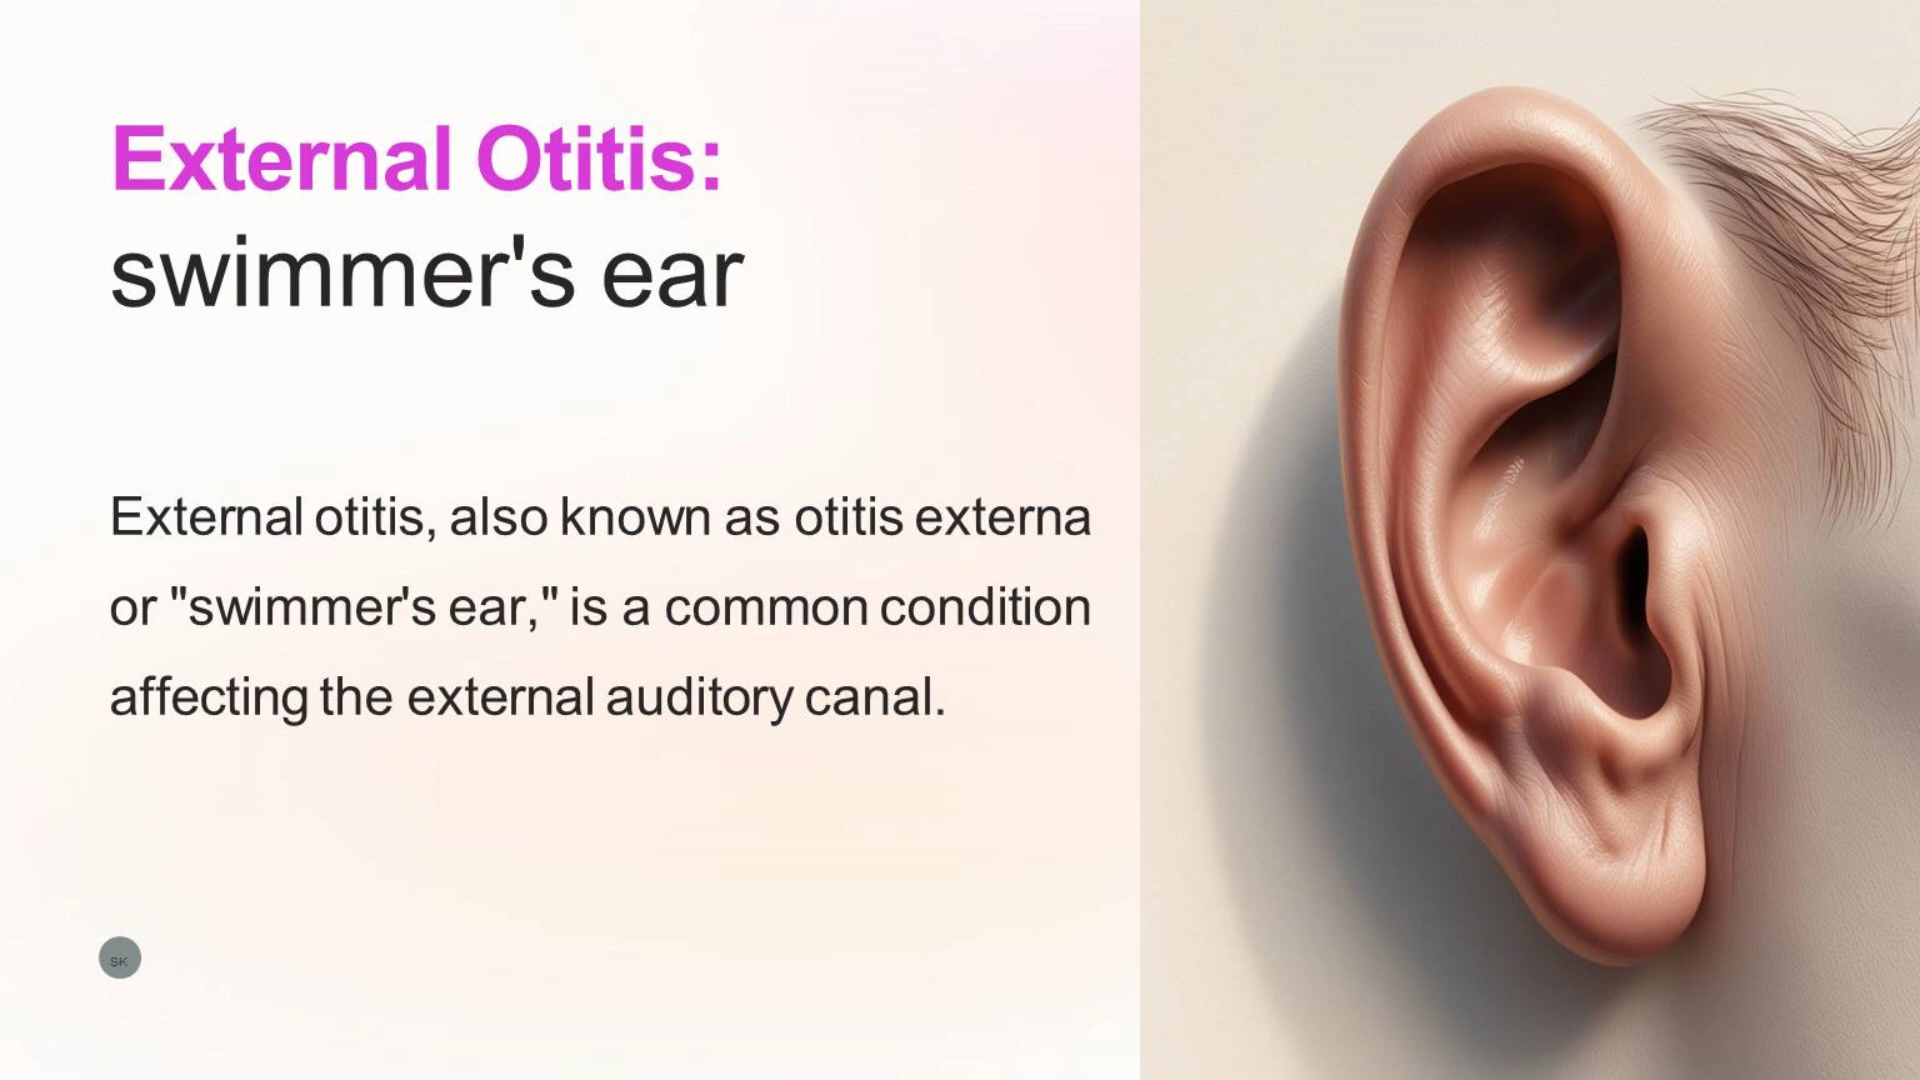 External Otitis:
swimmer's ear
External otitis, also known as otitis externa
or "swimmer's ear," is a common condition
affecting the external auditory canal.
SK